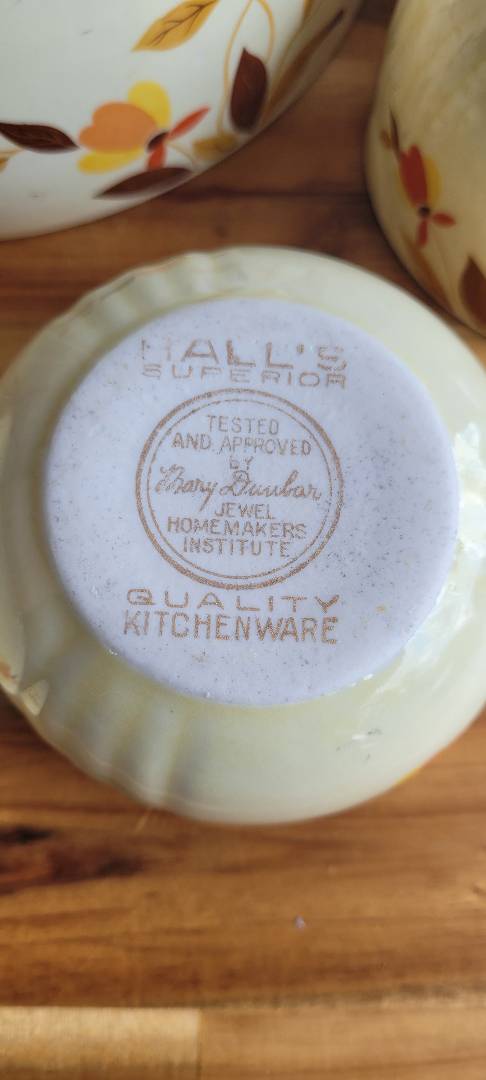 HALL'S
SUPERIOR
TESTED
AND APPROVED
BY
Mary Dunbar
JEWEL
HOMEMAKERS
INSTITUTE
QUALITY
KITCHENWARE